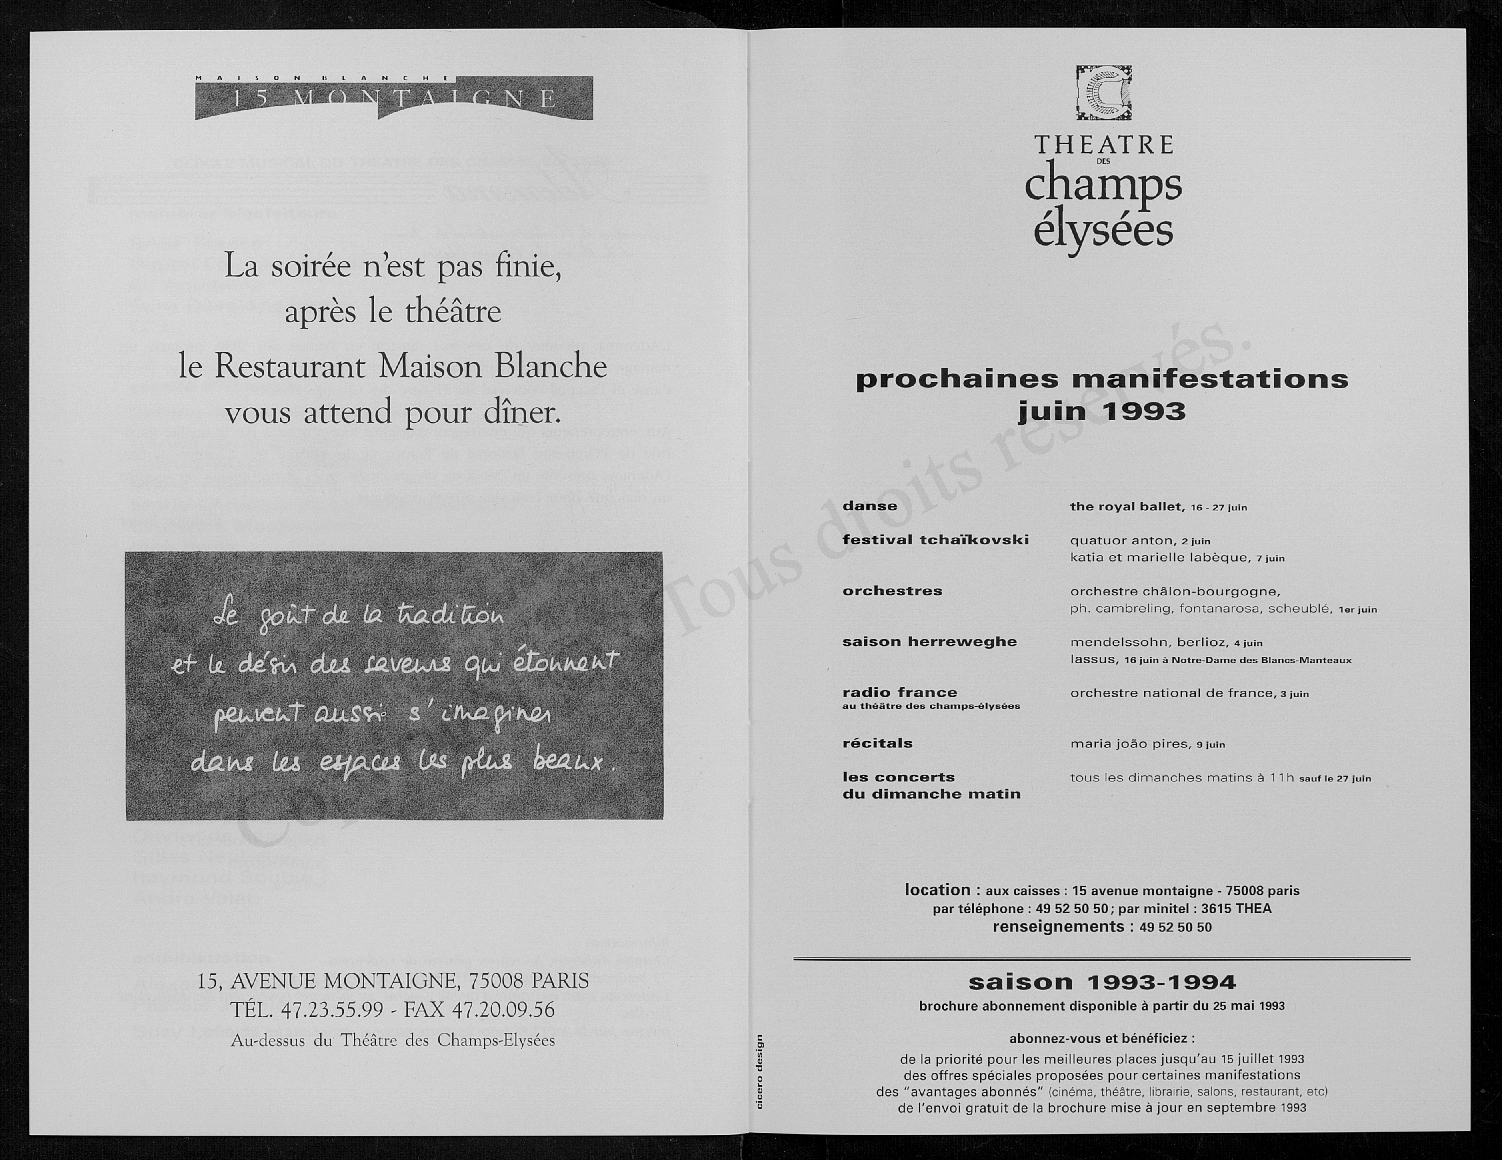 MAISON BLANCHE
15 MONTAIGNE
La soirée n'est pas finie,
après le théâtre
le Restaurant Maison Blanche
vous attend pour dîner.
Le goût de la tradition
et le désir des saveurs qui étonnent
peuvent aussi s'imaginer
dans les espaces les plus beaux.
15, AVENUE MONTAIGNE, 75008 PARIS
TÉL. 47.23.55.99 - FAX 47.20.09.56
Au-dessus du Théâtre des Champs-Elysées
THEATRE
DES
champs
élysées
prochaines manifestations
juin 1993
danse the royal ballet, 16 - 27 juin
festival tchaïkovski quatuor anton, 2 juin
katia et marielle labèque, 7 juin
orchestres orchestre châlon-bourgogne,
ph. cambreling, fontanarosa, scheublé, 1er juin
saison herreweghe mendelssohn, berlioz, 4 juin
lassus, 16 juin à Notre-Dame des Blancs-Manteaux
radio france orchestre national de france, 3 juin
au théâtre des champs-élysées
récitals maria joão pires, 9 juin
les concerts tous les dimanches matins à 11h sauf le 27 juin
du dimanche matin
location : aux caisses : 15 avenue montaigne - 75008 paris
par téléphone : 49 52 50 50 ; par minitel : 3615 THEA
renseignements : 49 52 50 50
saison 1993-1994
brochure abonnement disponible à partir du 25 mai 1993
abonnez-vous et bénéficiez :
de la priorité pour les meilleures places jusqu'au 15 juillet 1993
des offres spéciales proposées pour certaines manifestations
des "avantages abonnés" (cinéma, théâtre, librairie, salons, restaurant, etc)
de l'envoi gratuit de la brochure mise à jour en septembre 1993
cicero design
Tous droits réservés.